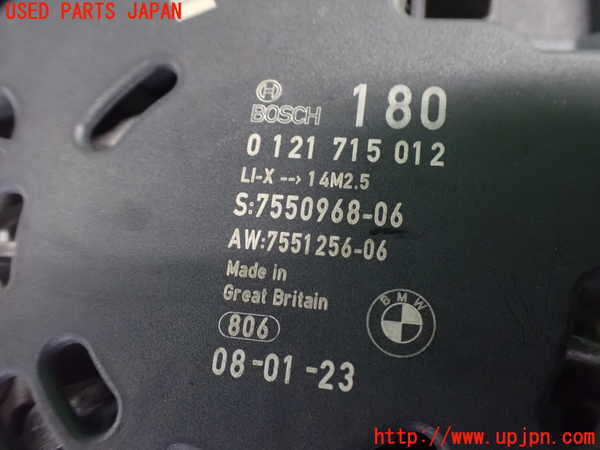 USED PARTS JAPAN
BOSCH 180
0 121 715 012
LI-X --> 14M2.5
S:7550968-06
AW:7551256-06
Made in
Great Britain
806
BMW
08-01-23
http://www.upjpn.com/